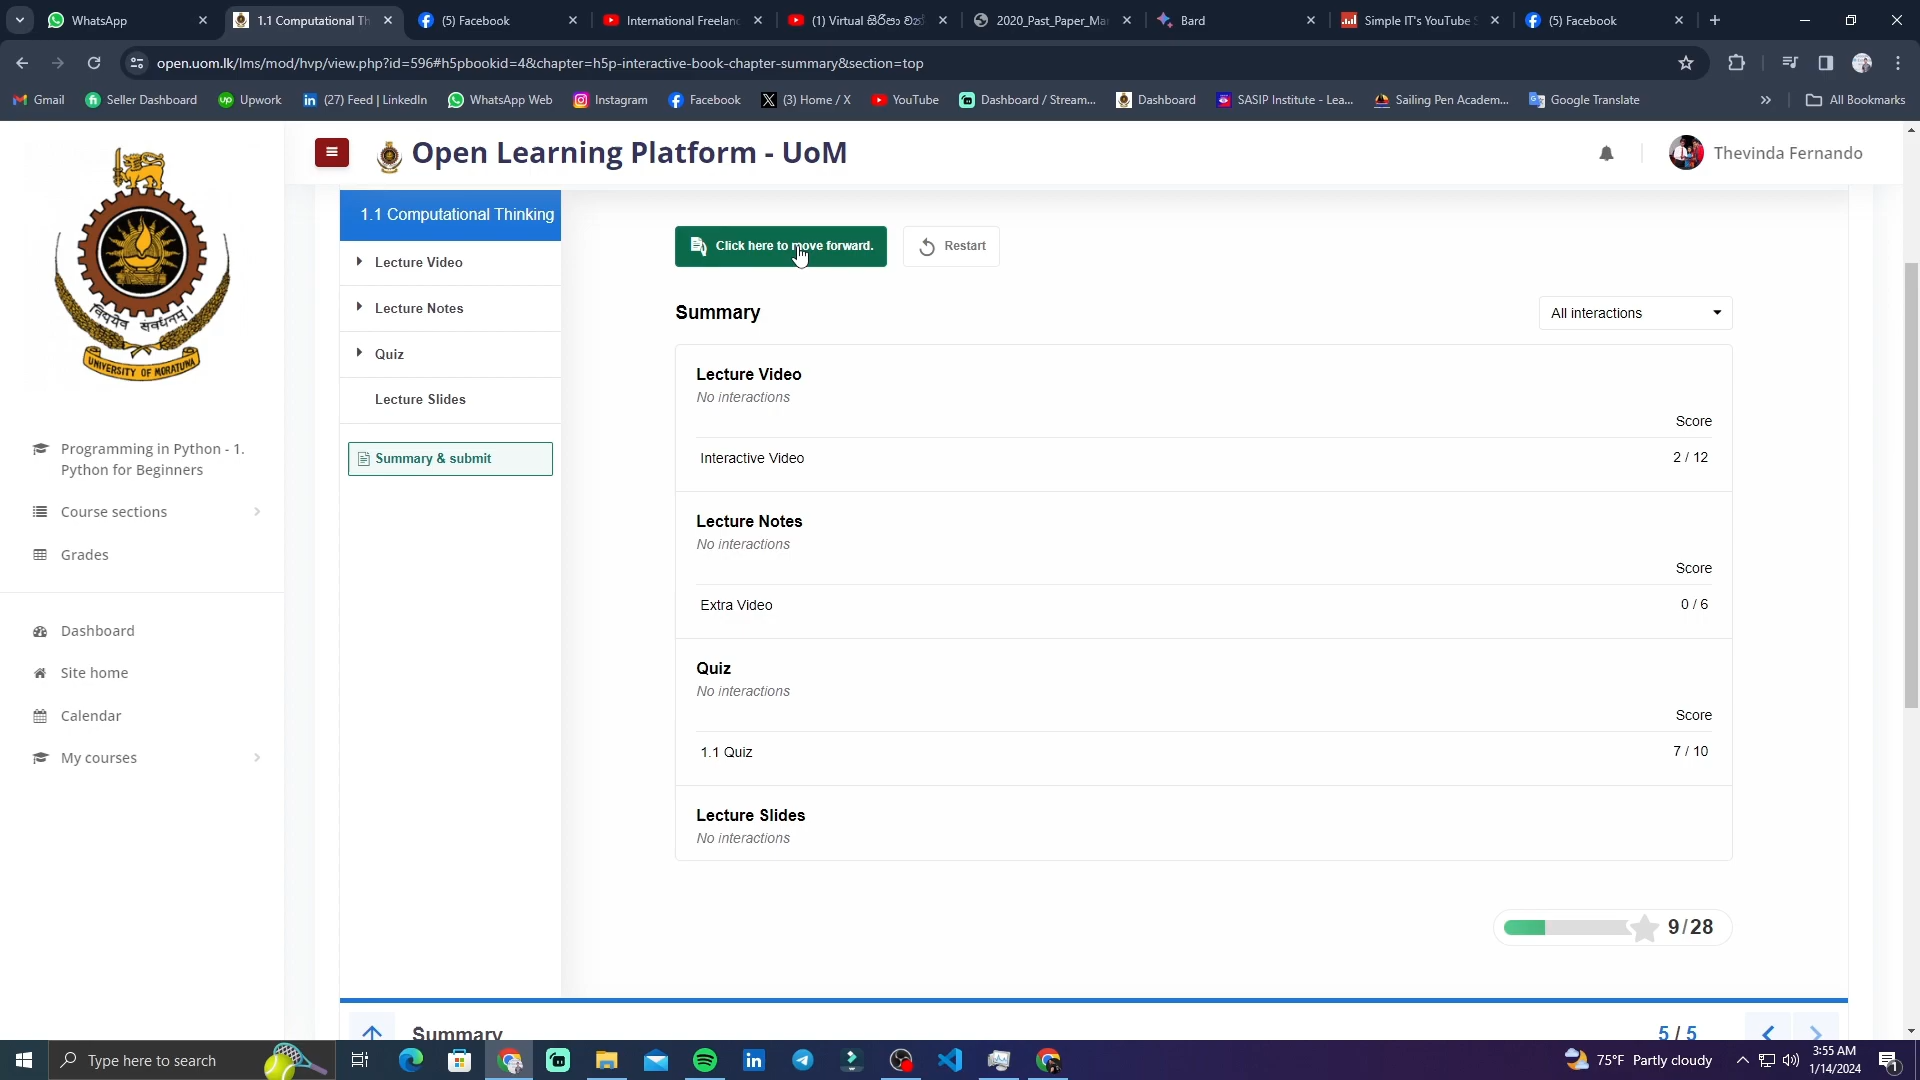 WhatsApp
1.1 Computational Th
(5) Facebook
International Freelanc
(1) Virtual
2020_Past_Paper_Mar
Bard
Simple IT's YouTube S
(5) Facebook
open.uom.lk/lms/mod/hvp/view.php?id=596#h5pbookid=4&chapter=h5p-interactive-book-chapter-summary&section=top
Gmail
Seller Dashboard
Upwork
(27) Feed | LinkedIn
WhatsApp Web
Instagram
Facebook
(3) Home / X
YouTube
Dashboard / Stream...
Dashboard
SASIP Institute - Lea...
Sailing Pen Academ...
Google Translate
All Bookmarks
Open Learning Platform - UoM
Thevinda Fernando
UNIVERSITY OF MORATUWA
Programming in Python - 1.
Python for Beginners
Course sections
Grades
Dashboard
Site home
Calendar
My courses
1.1 Computational Thinking
Lecture Video
Lecture Notes
Quiz
Lecture Slides
Summary & submit
Click here to move forward.
Restart
Summary
All interactions
Lecture Video
No interactions
Score
Interactive Video
2 / 12
Lecture Notes
No interactions
Score
Extra Video
0 / 6
Quiz
No interactions
Score
1.1 Quiz
7 / 10
Lecture Slides
No interactions
9/28
Summary
5 / 5
Type here to search
75°F Partly cloudy
3:55 AM
1/14/2024
1